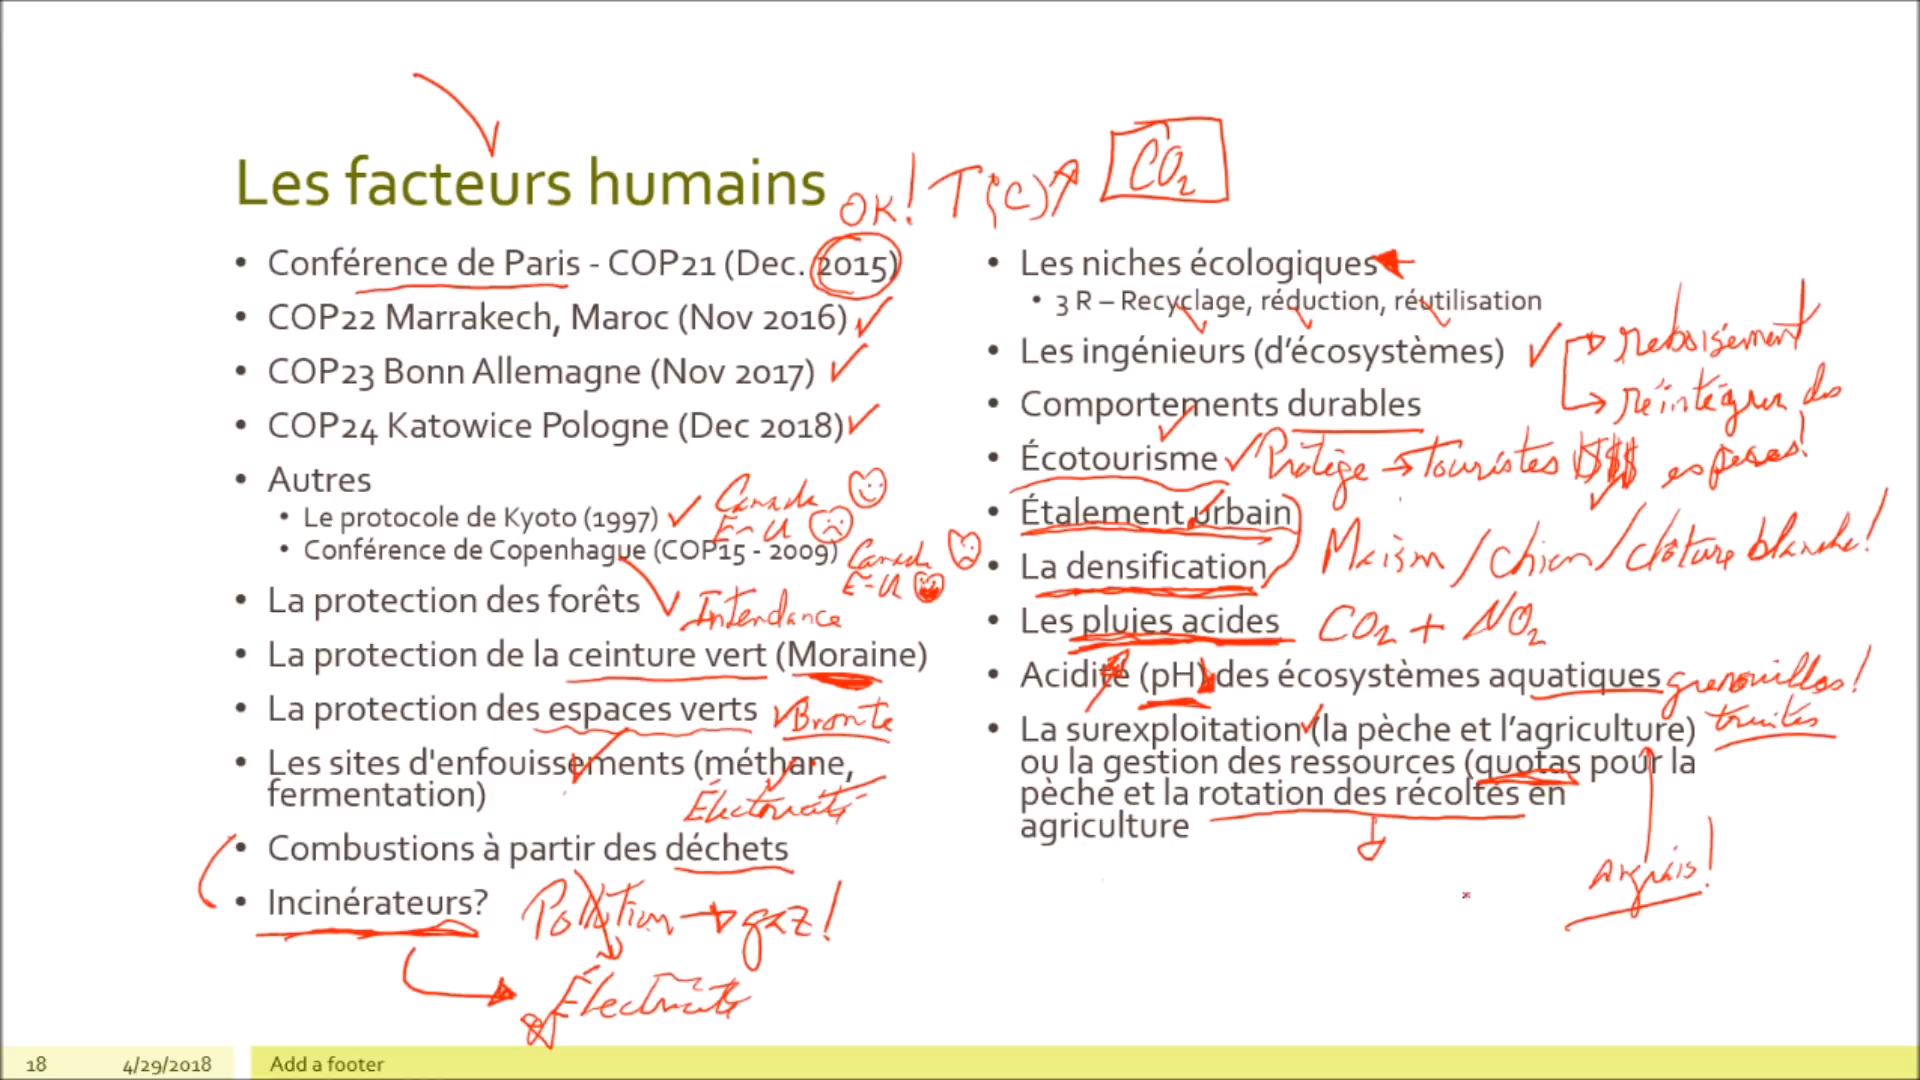 Les facteurs humains
OK! T(C) CO₂
• Conférence de Paris - COP21 (Dec. 2015)
• COP22 Marrakech, Maroc (Nov 2016)
• COP23 Bonn Allemagne (Nov 2017)
• COP24 Katowice Pologne (Dec 2018)
• Autres
• Le protocole de Kyoto (1997)
Canada
E-U
• Conférence de Copenhague (COP15 - 2009)
Canada
E-U
• La protection des forêts
Intendance
• La protection de la ceinture vert (Moraine)
• La protection des espaces verts
Bronte
• Les sites d'enfouissements (méthane,
fermentation)
Électricité
• Combustions à partir des déchets
• Incinérateurs?
Pollution → gaz!
Électricité
• Les niches écologiques
• 3 R – Recyclage, réduction, réutilisation
• Les ingénieurs (d'écosystèmes)
→ reboisement
→ réintégrer des
espèces!
• Comportements durables
• Écotourisme
Protège → touristes $$$
• Étalement urbain
• La densification
Maison / chien / clôture blanche!
• Les pluies acides
CO₂ + NO₂
• Acidité (pH) des écosystèmes aquatiques
grenouilles!
truites
• La surexploitation (la pèche et l'agriculture)
ou la gestion des ressources (quotas pour la
pèche et la rotation des récoltes en
agriculture
engrais!
18
4/29/2018
Add a footer